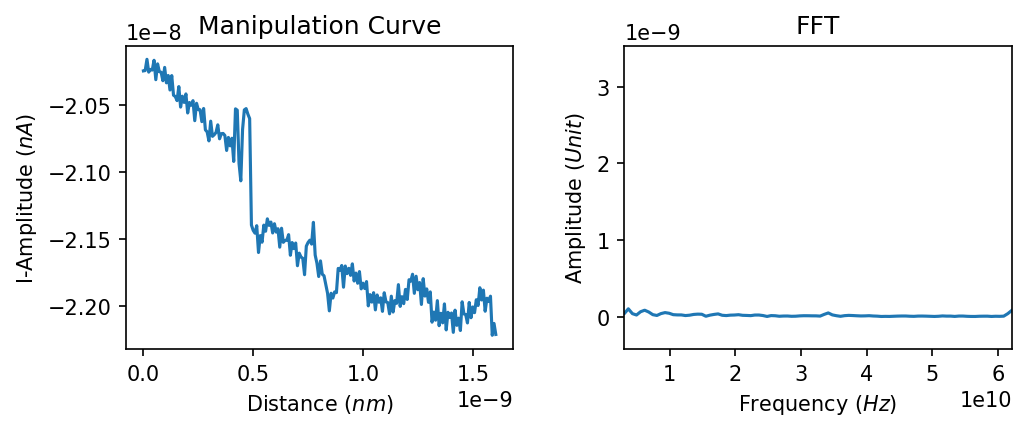 Manipulation Curve
1e−8
−2.05
−2.10
−2.15
−2.20
I-Amplitude (nA)
0.0 0.5 1.0 1.5
1e−9
Distance (nm)
FFT
1e−9
3
2
1
0
Amplitude (Unit)
1 2 3 4 5 6
1e10
Frequency (Hz)